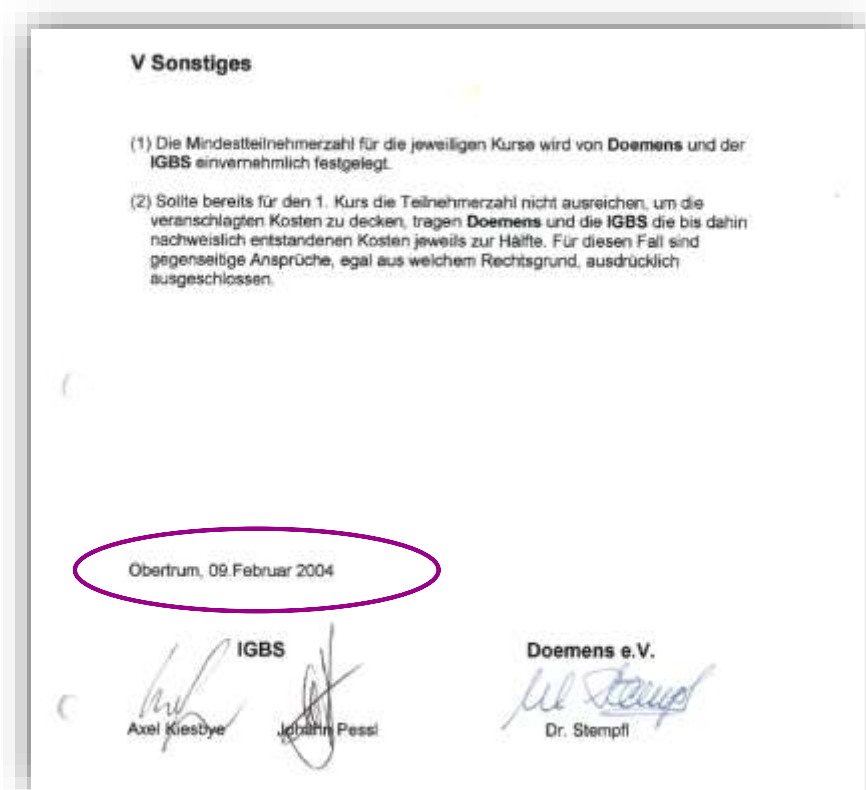 V Sonstiges
(1) Die Mindestteilnehmerzahl für die jeweiligen Kurse wird von Doemens und der
IGBS einvernehmlich festgelegt.
(2) Sollte bereits für den 1. Kurs die Teilnehmerzahl nicht ausreichen, um die
veranschlagten Kosten zu decken, tragen Doemens und die IGBS die bis dahin
nachweislich entstandenen Kosten jeweils zur Hälfte. Für diesen Fall sind
gegenseitige Ansprüche, egal aus welchem Rechtsgrund, ausdrücklich
ausgeschlossen.
Obertrum, 09.Februar 2004
IGBS Doemens e.V.
Axel Kiesbye Johann Pessl Dr. Stempfl